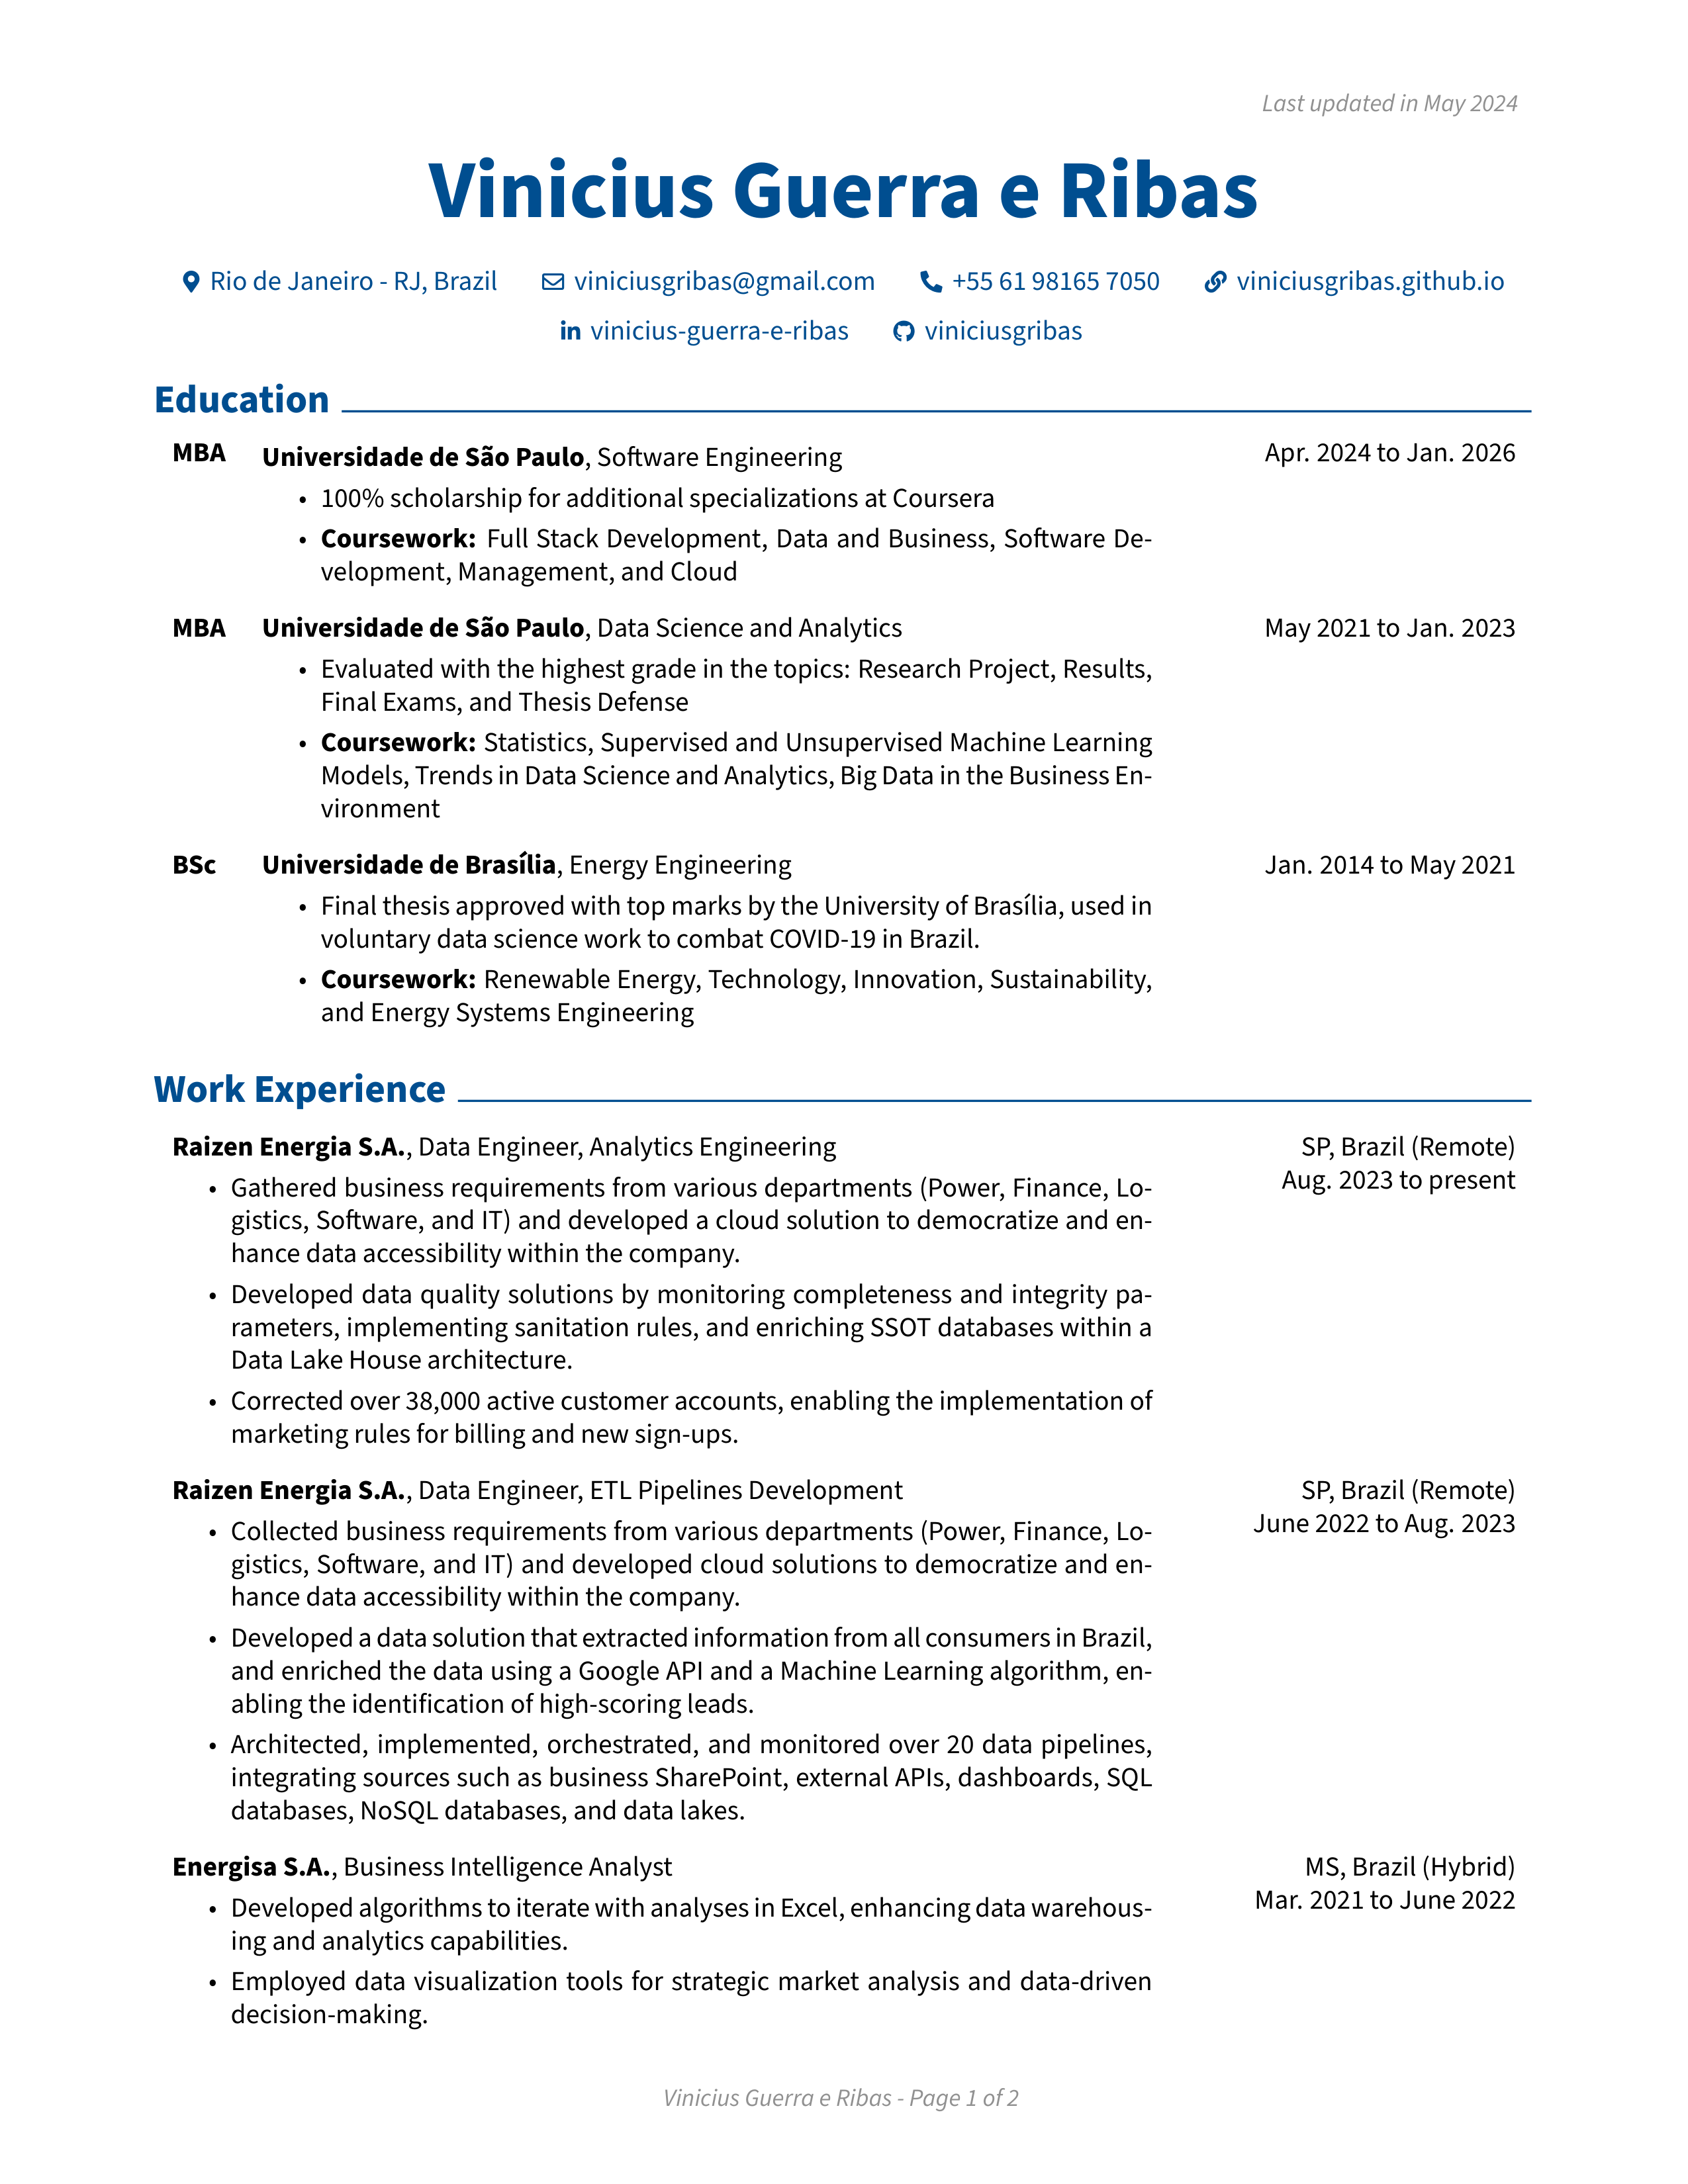 Last updated in May 2024
Vinicius Guerra e Ribas
Rio de Janeiro - RJ, Brazil viniciusgribas@gmail.com +55 61 98165 7050 viniciusgribas.github.io
vinicius-guerra-e-ribas viniciusgribas
Education
MBA Universidade de São Paulo, Software Engineering Apr. 2024 to Jan. 2026
• 100% scholarship for additional specializations at Coursera
• Coursework: Full Stack Development, Data and Business, Software De-
velopment, Management, and Cloud
MBA Universidade de São Paulo, Data Science and Analytics May 2021 to Jan. 2023
• Evaluated with the highest grade in the topics: Research Project, Results,
Final Exams, and Thesis Defense
• Coursework: Statistics, Supervised and Unsupervised Machine Learning
Models, Trends in Data Science and Analytics, Big Data in the Business En-
vironment
BSc Universidade de Brasília, Energy Engineering Jan. 2014 to May 2021
• Final thesis approved with top marks by the University of Brasília, used in
voluntary data science work to combat COVID-19 in Brazil.
• Coursework: Renewable Energy, Technology, Innovation, Sustainability,
and Energy Systems Engineering
Work Experience
Raizen Energia S.A., Data Engineer, Analytics Engineering SP, Brazil (Remote)
Aug. 2023 to present
• Gathered business requirements from various departments (Power, Finance, Lo-
gistics, Software, and IT) and developed a cloud solution to democratize and en-
hance data accessibility within the company.
• Developed data quality solutions by monitoring completeness and integrity pa-
rameters, implementing sanitation rules, and enriching SSOT databases within a
Data Lake House architecture.
• Corrected over 38,000 active customer accounts, enabling the implementation of
marketing rules for billing and new sign-ups.
Raizen Energia S.A., Data Engineer, ETL Pipelines Development SP, Brazil (Remote)
June 2022 to Aug. 2023
• Collected business requirements from various departments (Power, Finance, Lo-
gistics, Software, and IT) and developed cloud solutions to democratize and en-
hance data accessibility within the company.
• Developed a data solution that extracted information from all consumers in Brazil,
and enriched the data using a Google API and a Machine Learning algorithm, en-
abling the identification of high-scoring leads.
• Architected, implemented, orchestrated, and monitored over 20 data pipelines,
integrating sources such as business SharePoint, external APIs, dashboards, SQL
databases, NoSQL databases, and data lakes.
Energisa S.A., Business Intelligence Analyst MS, Brazil (Hybrid)
Mar. 2021 to June 2022
• Developed algorithms to iterate with analyses in Excel, enhancing data warehous-
ing and analytics capabilities.
• Employed data visualization tools for strategic market analysis and data-driven
decision-making.
Vinicius Guerra e Ribas - Page 1 of 2